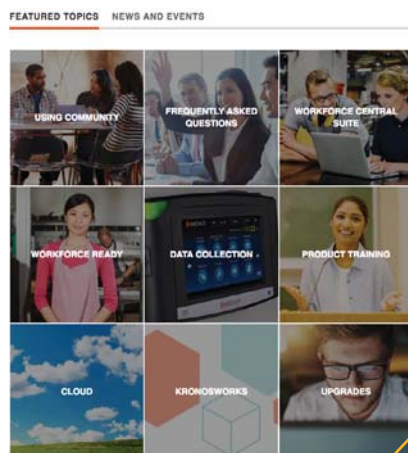 FEATURED TOPICS NEWS AND EVENTS
USING COMMUNITY
FREQUENTLY ASKED
QUESTIONS
WORKFORCE CENTRAL
SUITE
WORKFORCE READY
DATA COLLECTION
PRODUCT TRAINING
CLOUD
KRONOSWORKS
UPGRADES